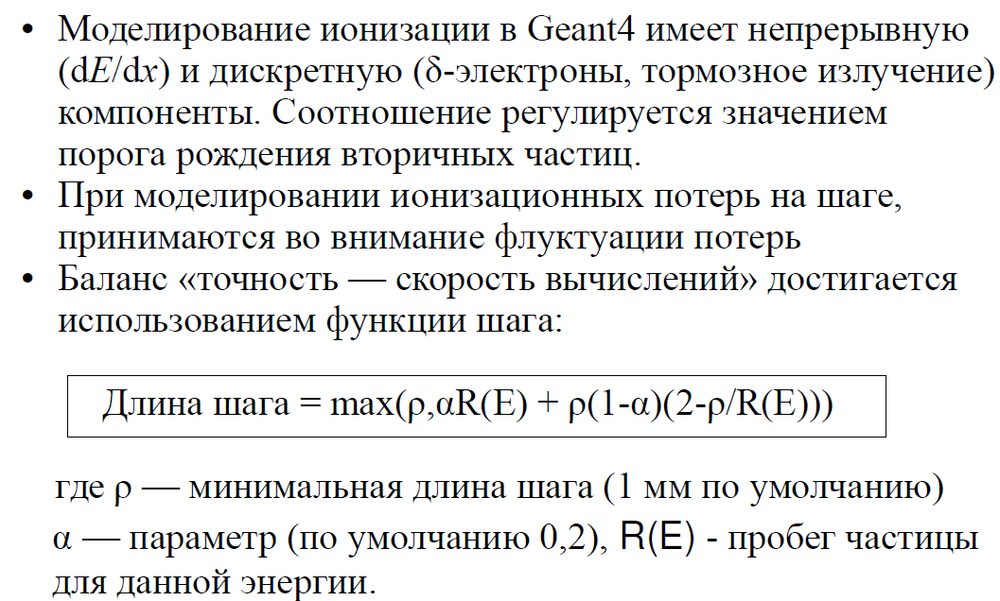 • Моделирование ионизации в Geant4 имеет непрерывную
(dE/dx) и дискретную (δ-электроны, тормозное излучение)
компоненты. Соотношение регулируется значением
порога рождения вторичных частиц.
• При моделировании ионизационных потерь на шаге,
принимаются во внимание флуктуации потерь
• Баланс «точность — скорость вычислений» достигается
использованием функции шага:
Длина шага = max(ρ,αR(E) + ρ(1-α)(2-ρ/R(E)))
где ρ — минимальная длина шага (1 мм по умолчанию)
α — параметр (по умолчанию 0,2), R(E) - пробег частицы
для данной энергии.